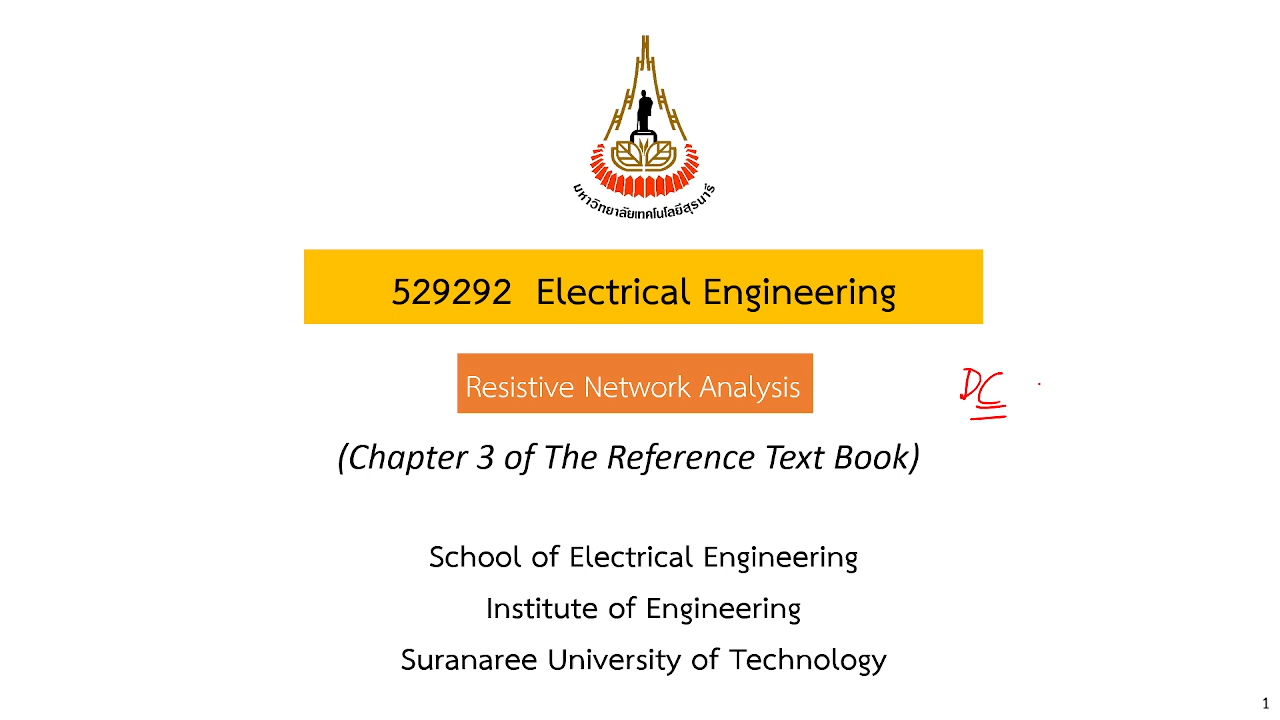 มหาวิทยาลัยเทคโนโลยีสุรนารี
529292 Electrical Engineering
Resistive Network Analysis
DC
(Chapter 3 of The Reference Text Book)
School of Electrical Engineering
Institute of Engineering
Suranaree University of Technology
1